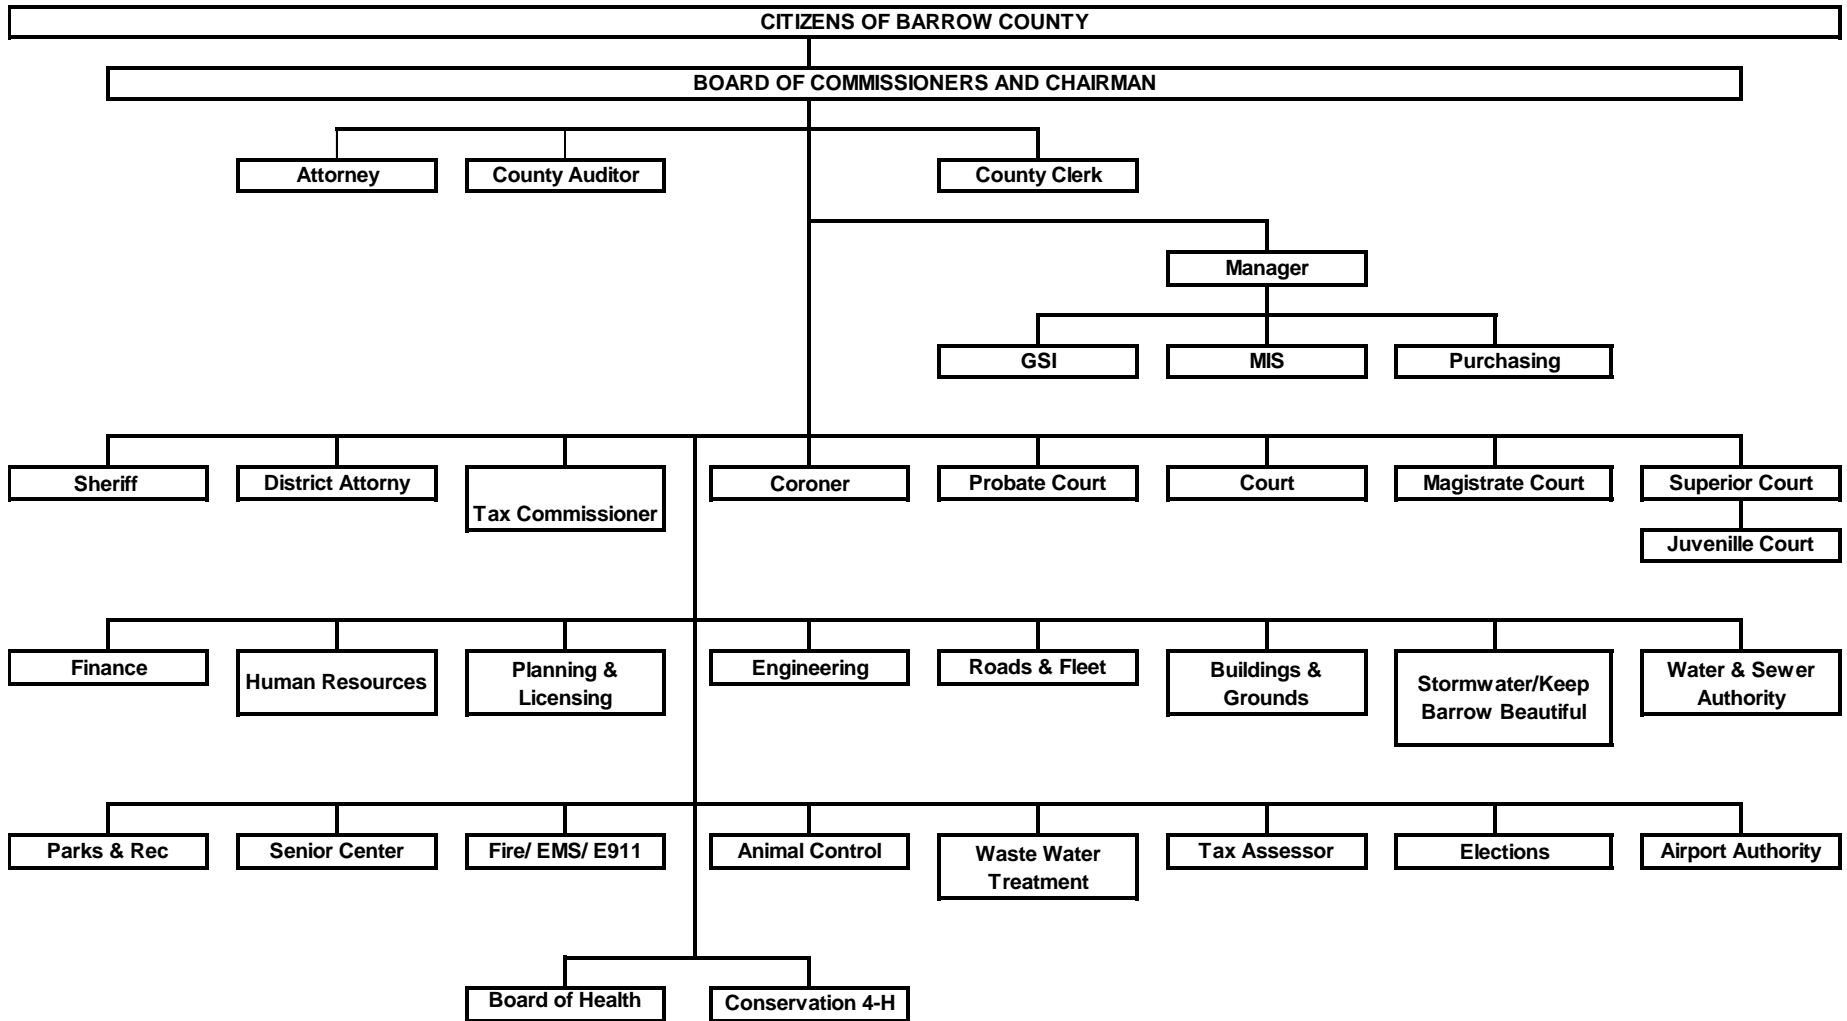 CITIZENS OF BARROW COUNTY
BOARD OF COMMISSIONERS AND CHAIRMAN
Attorney
County Auditor
County Clerk
Manager
GSI
MIS
Purchasing
Sheriff
District Attorny
Tax Commissioner
Coroner
Probate Court
Court
Magistrate Court
Superior Court
Juvenille Court
Finance
Human Resources
Planning &
Licensing
Engineering
Roads & Fleet
Buildings &
Grounds
Stormwater/Keep
Barrow Beautiful
Water & Sewer
Authority
Parks & Rec
Senior Center
Fire/ EMS/ E911
Animal Control
Waste Water
Treatment
Tax Assessor
Elections
Airport Authority
Board of Health
Conservation 4-H